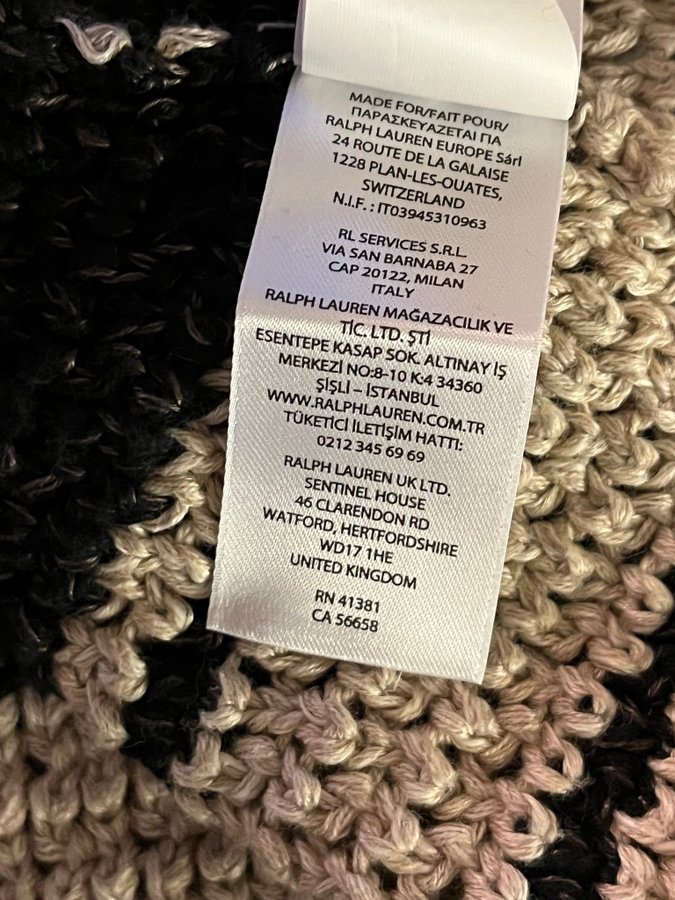 MADE FOR/FAIT POUR/
ΠΑΡΑΣΚΕΥΑΖΕΤΑΙ ΓΙΑ
RALPH LAUREN EUROPE Sárl
24 ROUTE DE LA GALAISE
1228 PLAN-LES-OUATES,
SWITZERLAND
N.I.F. : IT03945310963
RL SERVICES S.R.L.
VIA SAN BARNABA 27
CAP 20122, MILAN
ITALY
RALPH LAUREN MAĞAZACILIK VE
TİC. LTD. ŞTİ
ESENTEPE KASAP SOK. ALTINAY İŞ
MERKEZİ NO:8-10 K:4 34360
ŞİŞLİ – İSTANBUL
WWW.RALPHLAUREN.COM.TR
TÜKETİCİ İLETİŞİM HATTI:
0212 345 69 69
RALPH LAUREN UK LTD.
SENTINEL HOUSE
46 CLARENDON RD
WATFORD, HERTFORDSHIRE
WD17 1HE
UNITED KINGDOM
RN 41381
CA 56658